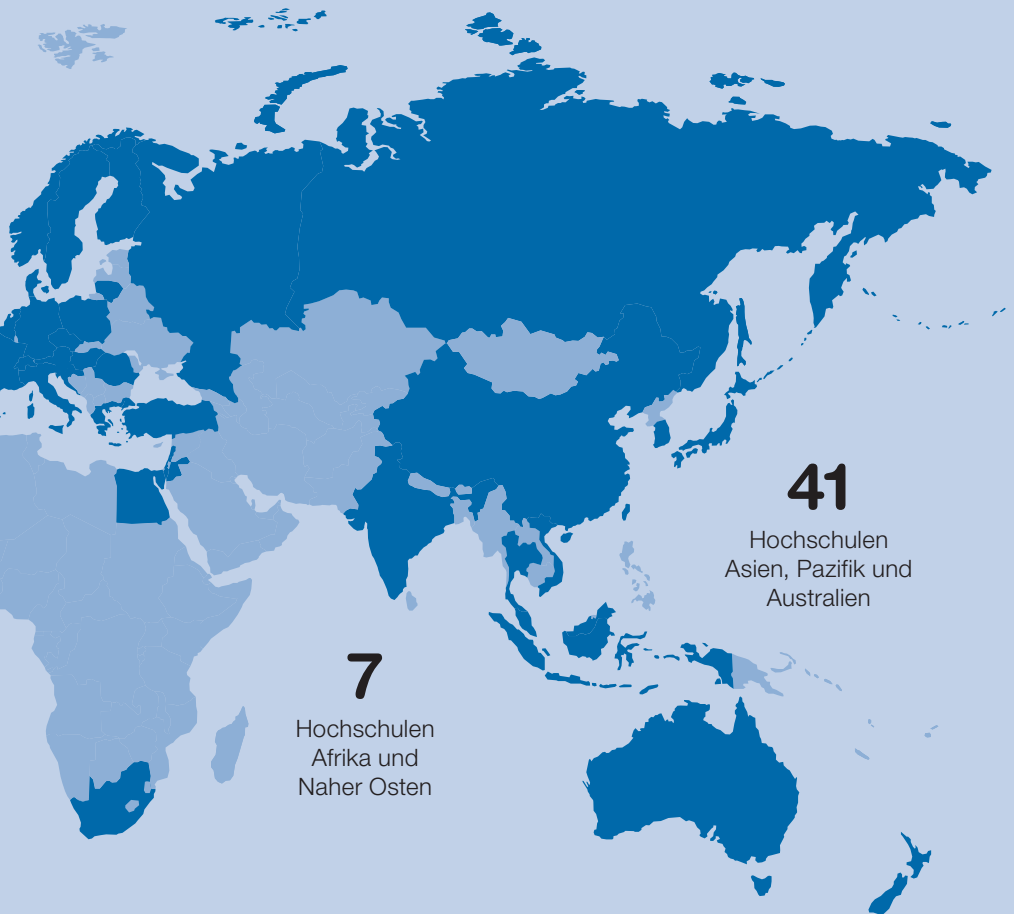 41
Hochschulen
Asien, Pazifik und
Australien
7
Hochschulen
Afrika und
Naher Osten